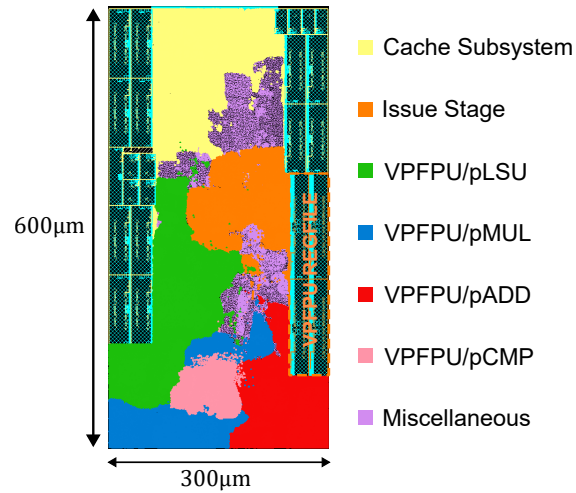 Cache Subsystem
Issue Stage
VPFPU/pLSU
VPFPU/pMUL
VPFPU/pADD
VPFPU/pCMP
Miscellaneous
600μm
VPFPU REGFILE
300μm